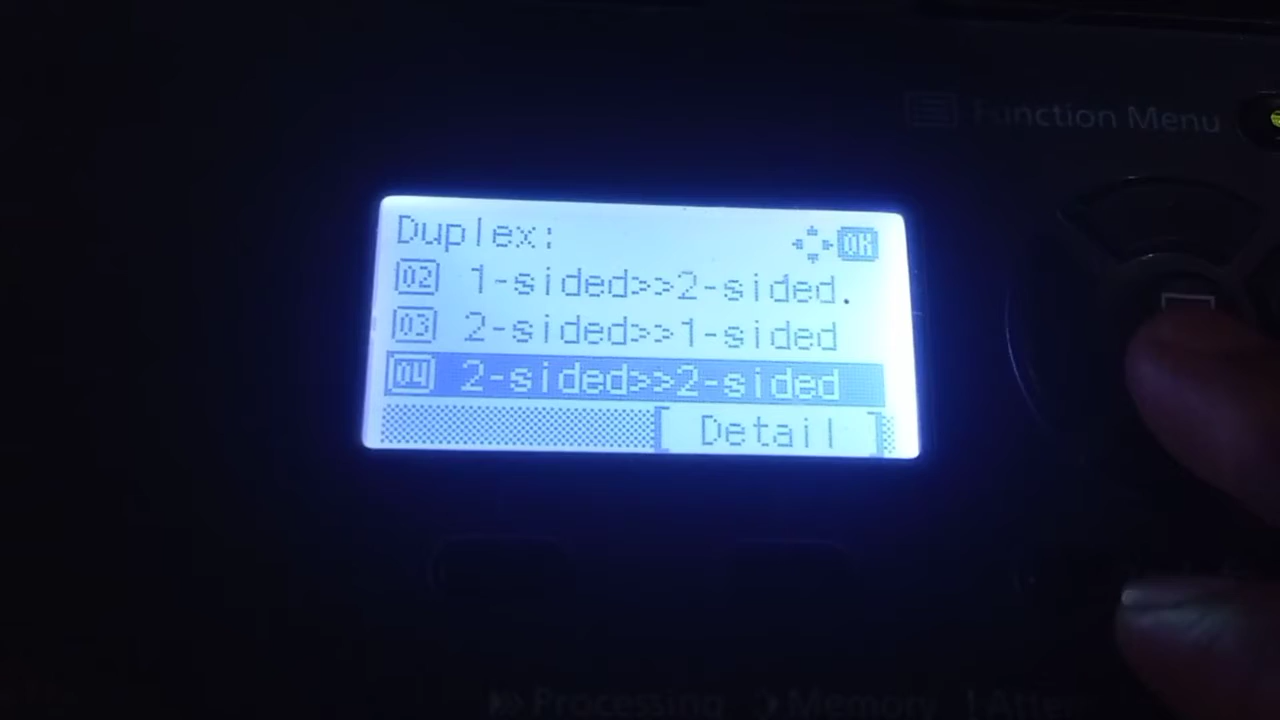 Function Menu
Duplex:
OK
02 1-sided>>2-sided.
03 2-sided>>1-sided
04 2-sided>>2-sided
[ Detail ]
Processing Memory